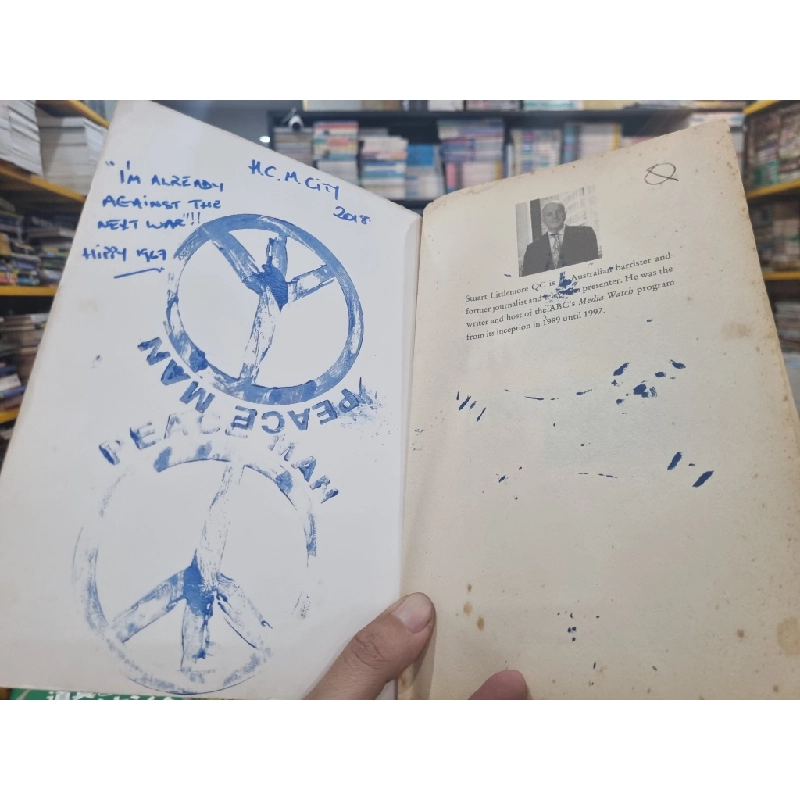 "I'M ALREADY
AGAINST THE
NEXT WAR"!!
HIPPY 1967
H.C.M CITY
2018
PEACE MAN
PEACE MAN
Stuart Littlemore QC is Australian barrister and
former journalist and presenter. He was the
writer and host of the ABC's Media Watch program
from its inception in 1989 until 1997.